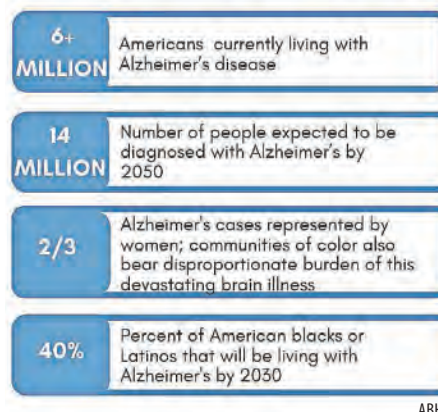 6+
MILLION
Americans currently living with
Alzheimer's disease
14
MILLION
Number of people expected to be
diagnosed with Alzheimer's by
2050
2/3
Alzheimer's cases represented by
women; communities of color also
bear disproportionate burden of this
devastating brain illness
40%
Percent of American blacks or
Latinos that will be living with
Alzheimer's by 2030